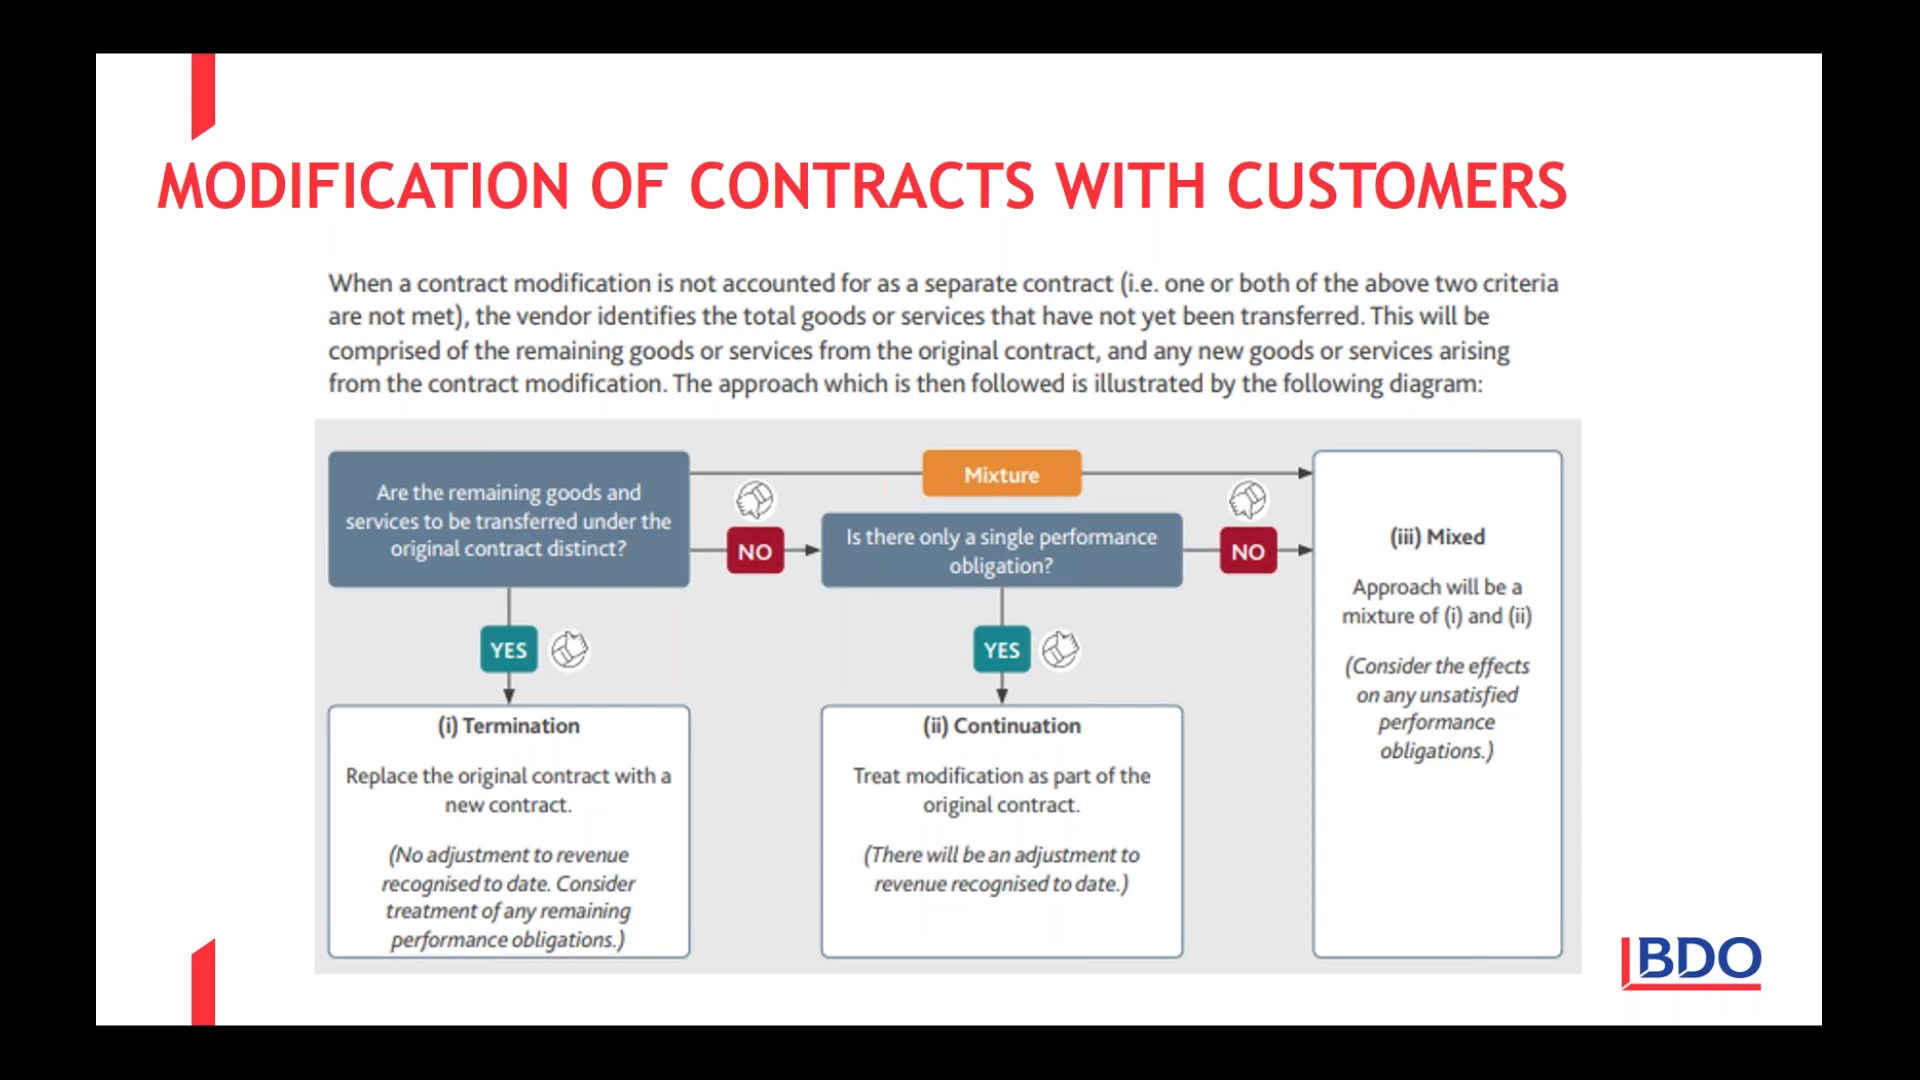 MODIFICATION OF CONTRACTS WITH CUSTOMERS
When a contract modification is not accounted for as a separate contract (i.e. one or both of the above two criteria
are not met), the vendor identifies the total goods or services that have not yet been transferred. This will be
comprised of the remaining goods or services from the original contract, and any new goods or services arising
from the contract modification. The approach which is then followed is illustrated by the following diagram:
Are the remaining goods and
services to be transferred under the
original contract distinct?
Mixture
NO
Is there only a single performance
obligation?
NO
YES
YES
(i) Termination
Replace the original contract with a
new contract.
(No adjustment to revenue
recognised to date. Consider
treatment of any remaining
performance obligations.)
(ii) Continuation
Treat modification as part of the
original contract.
(There will be an adjustment to
revenue recognised to date.)
(iii) Mixed
Approach will be a
mixture of (i) and (ii)
(Consider the effects
on any unsatisfied
performance
obligations.)
BDO